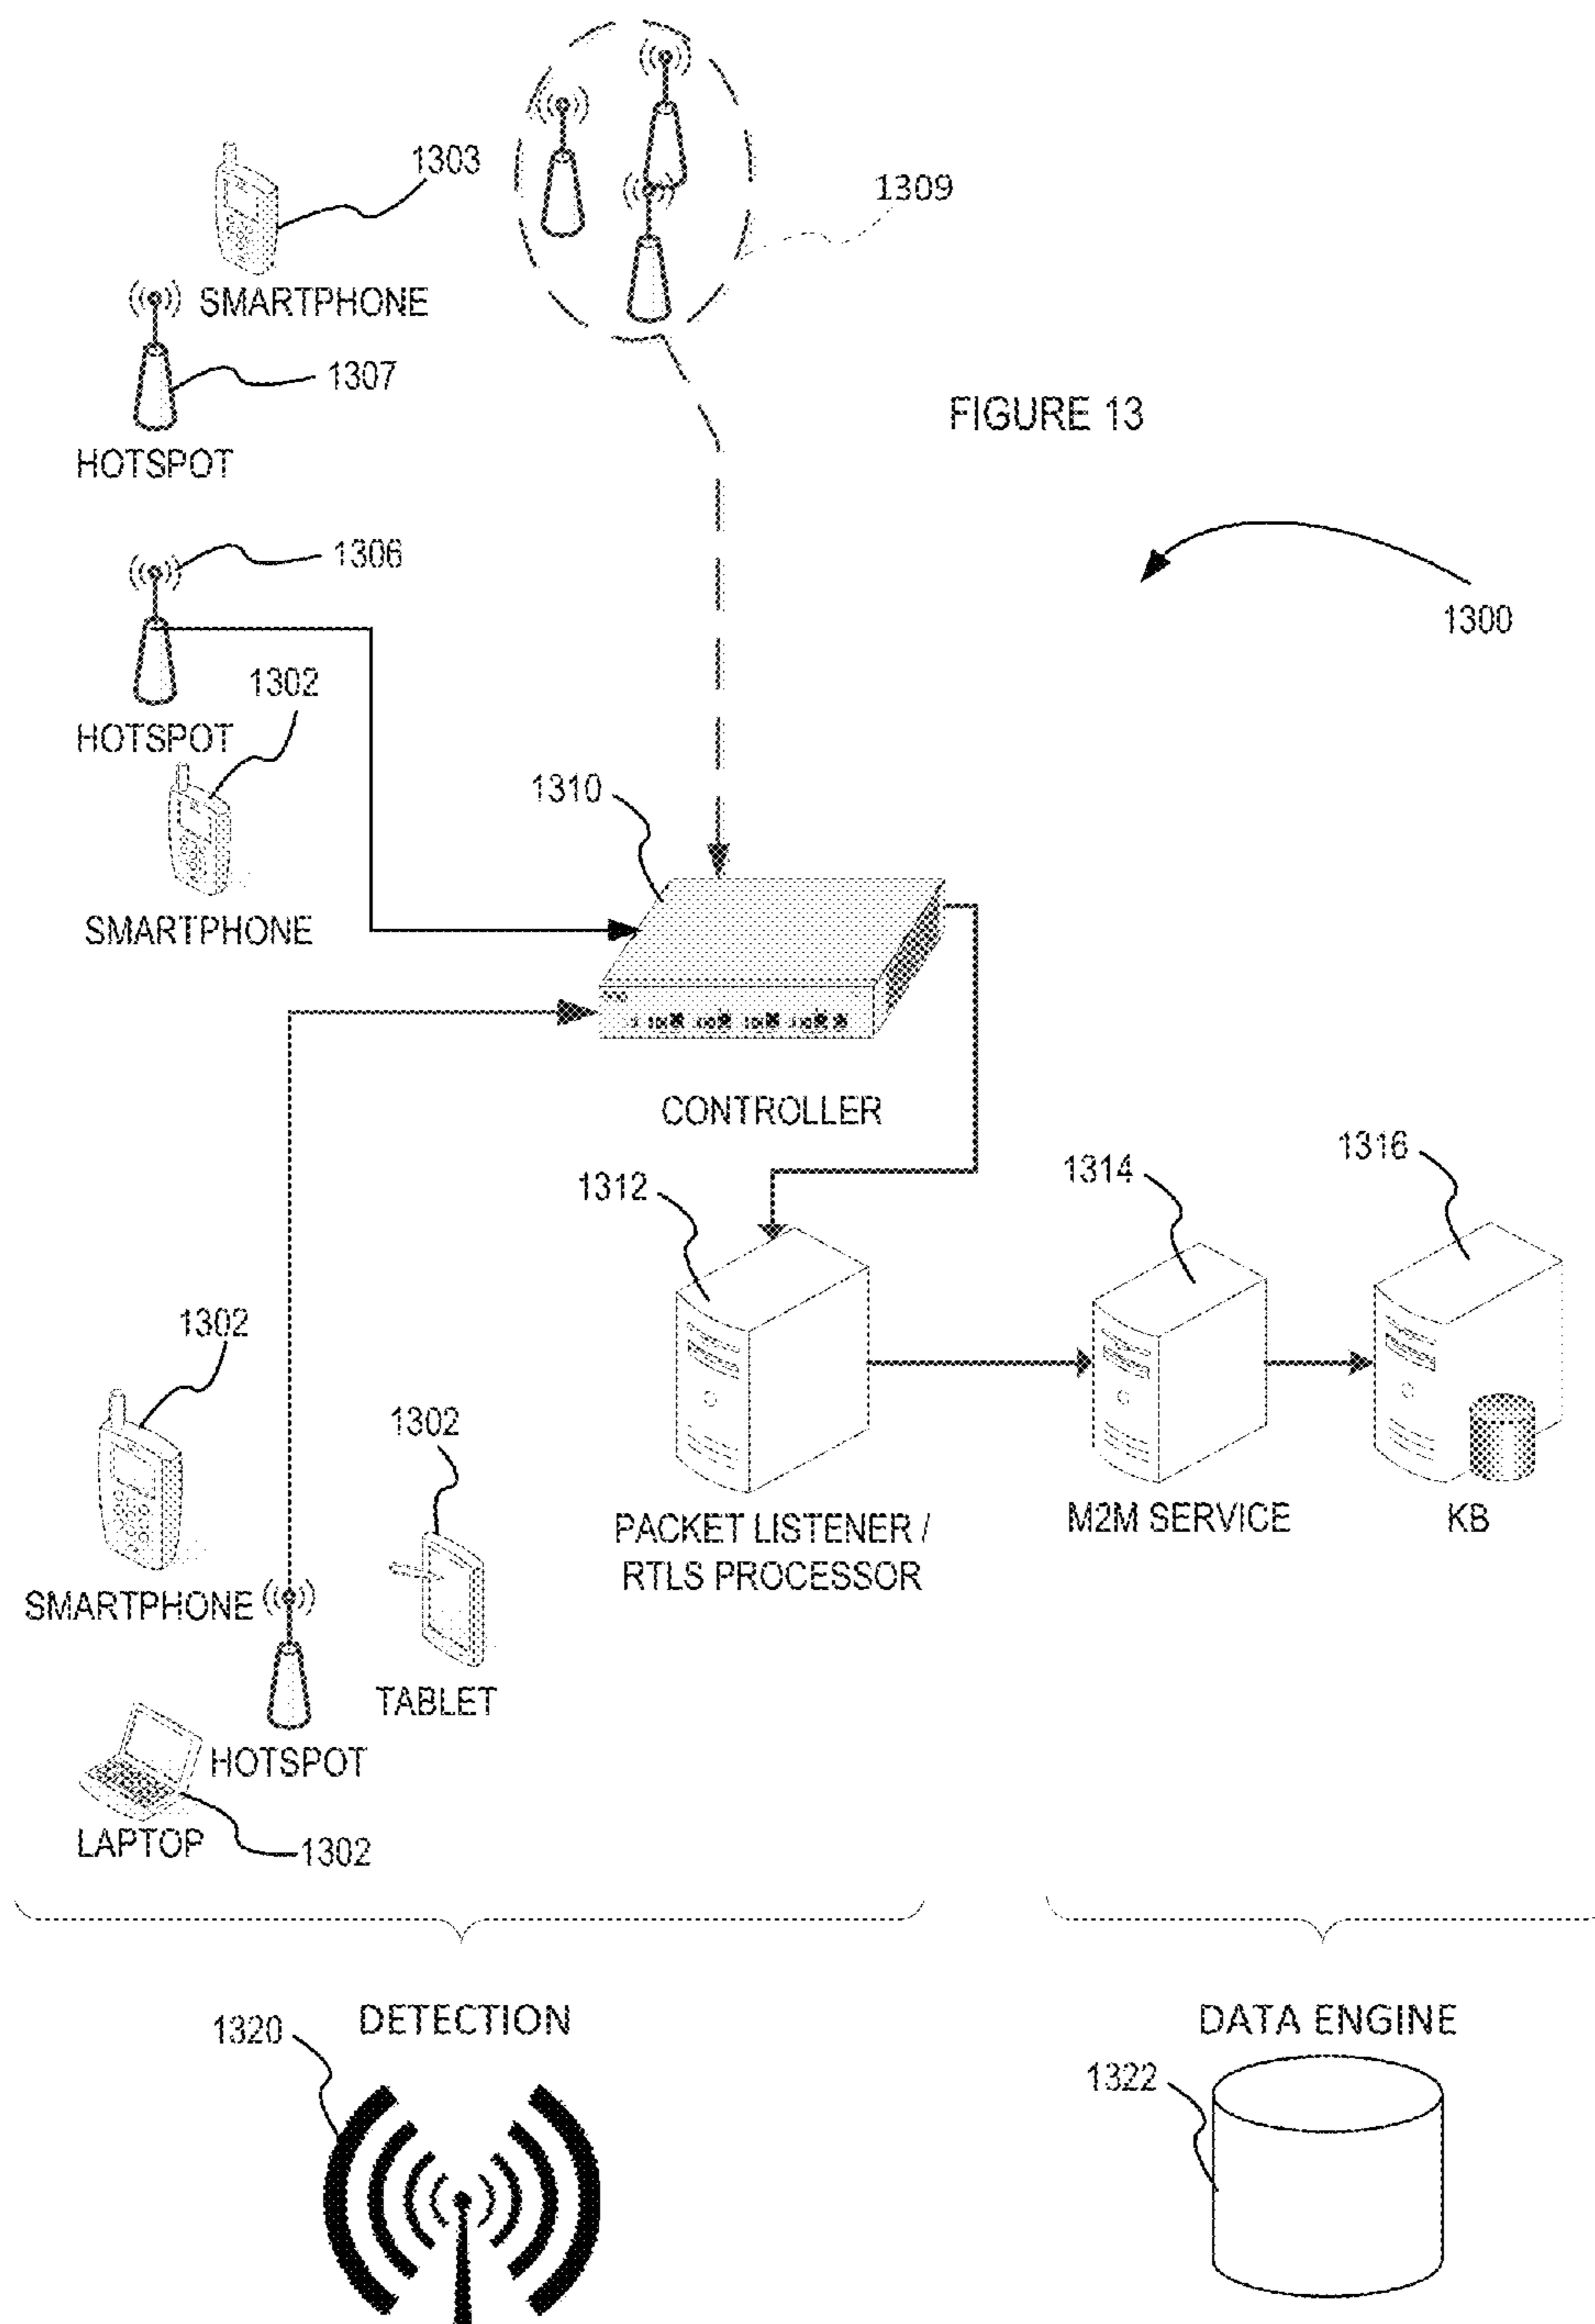 1303
1309
SMARTPHONE
1307
HOTSPOT
FIGURE 13
1306
1300
1302
HOTSPOT
1310
SMARTPHONE
CONTROLLER
1312
1314
1316
1302
1302
PACKET LISTENER /
RTLS PROCESSOR
M2M SERVICE
KB
SMARTPHONE
TABLET
HOTSPOT
LAPTOP
1302
DETECTION
1320
DATA ENGINE
1322